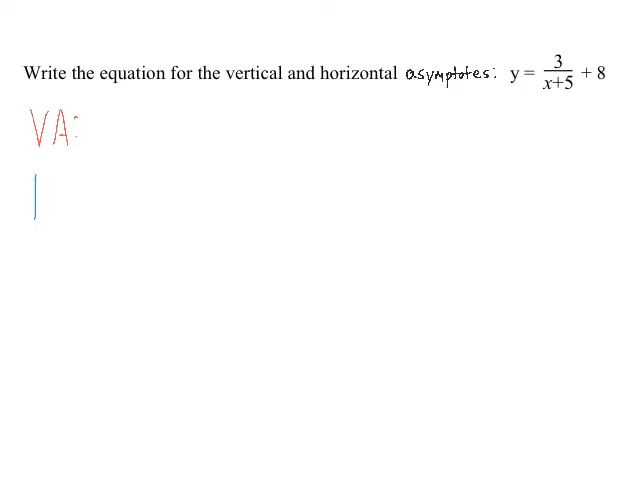 Write the equation for the vertical and horizontal asymptotes: y = 3/(x+5) + 8
VA: